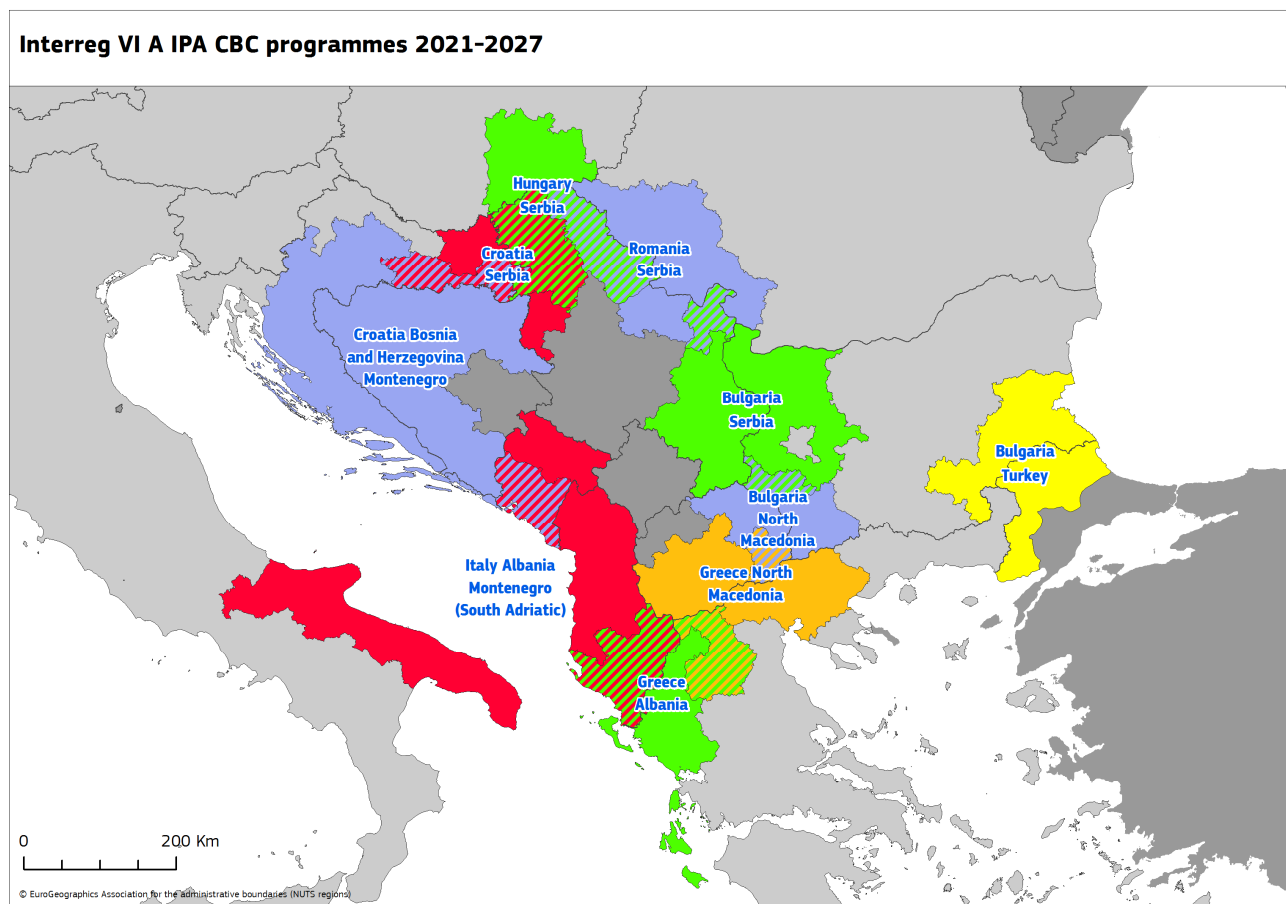 Interreg VI A IPA CBC programmes 2021-2027
Hungary
Serbia
Croatia
Serbia
Romania
Serbia
Croatia Bosnia
and Herzegovina
Montenegro
Bulgaria
Serbia
Bulgaria
Turkey
Bulgaria
North
Macedonia
Italy Albania
Montenegro
(South Adriatic)
Greece North
Macedonia
Greece
Albania
0 200 Km
© EuroGeographics Association for the administrative boundaries (NUTS regions)